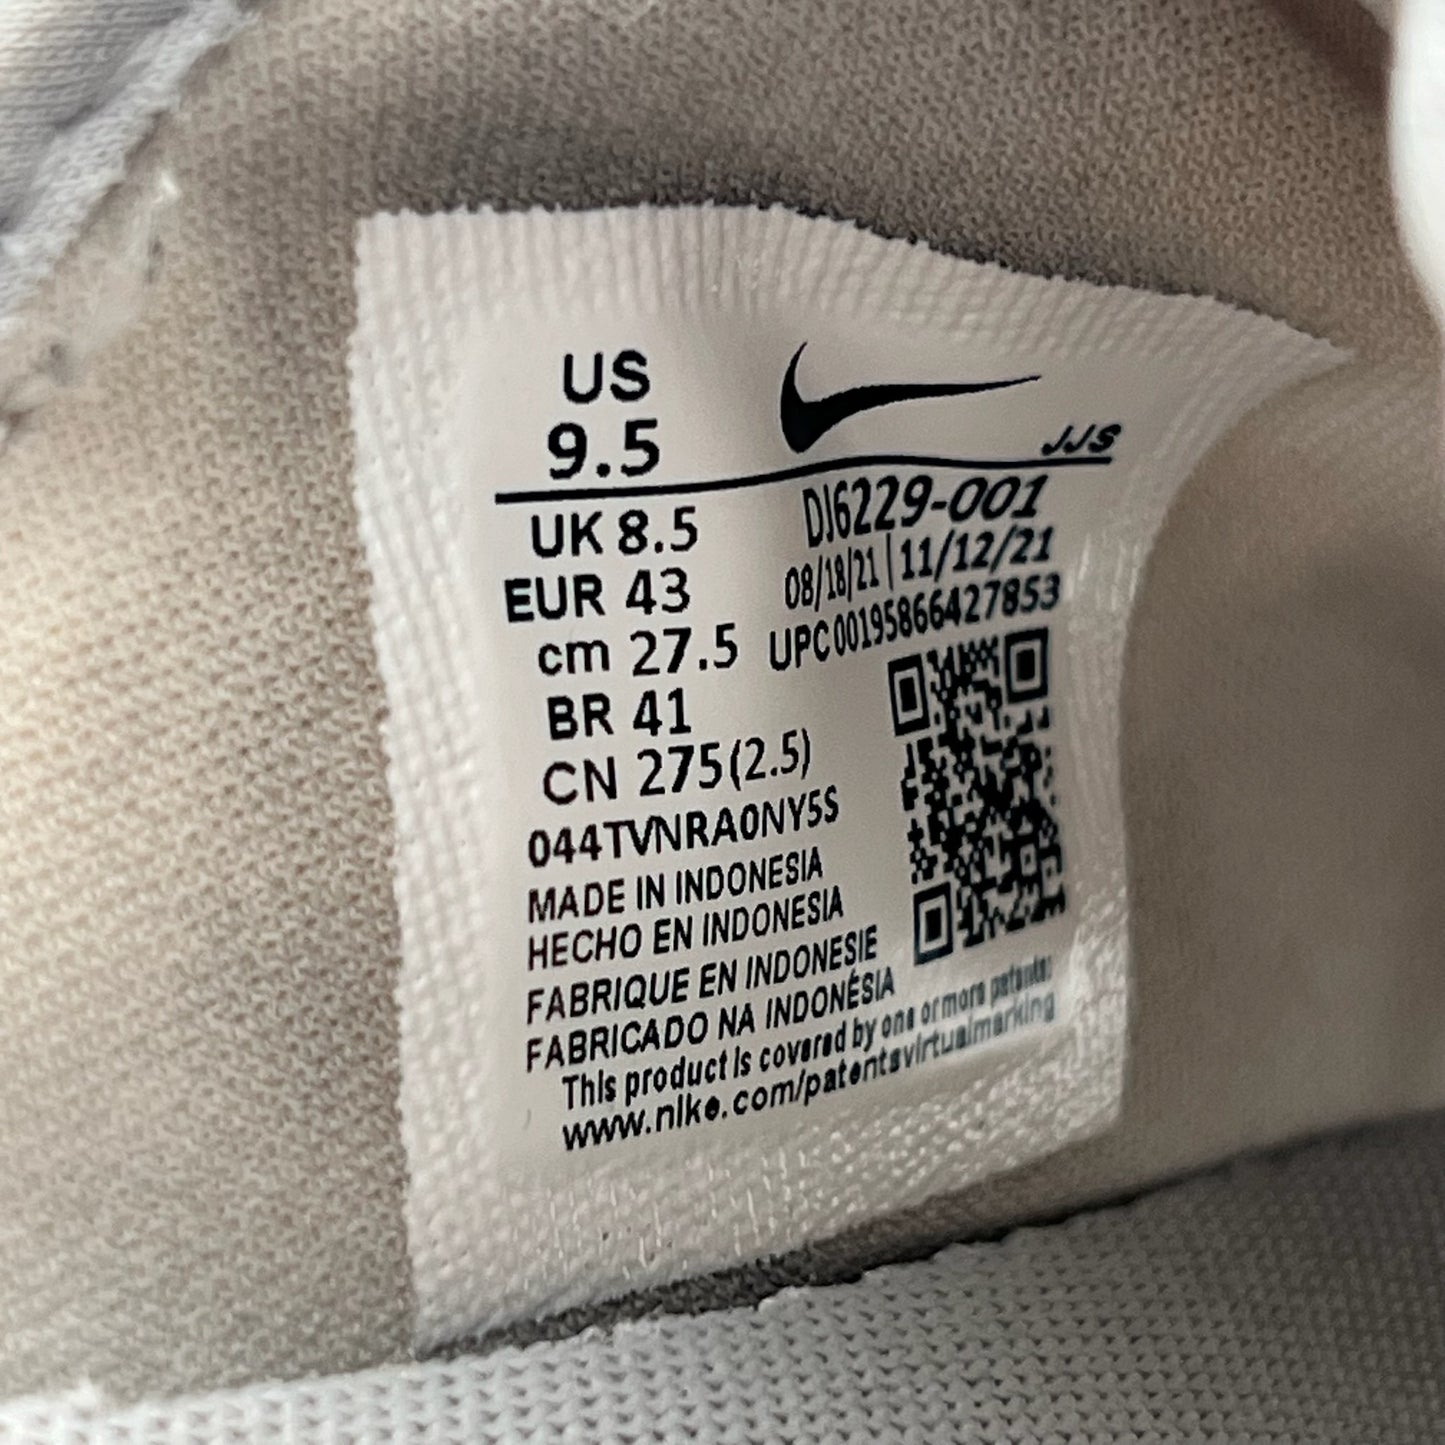 US
9.5
JJS
UK 8.5
EUR 43
cm 27.5
BR 41
CN 275(2.5)
DJ6229-001
08/18/21 | 11/12/21
UPC 00195866427853
044TVNRA0NY5S
MADE IN INDONESIA
HECHO EN INDONESIA
FABRIQUE EN INDONESIE
FABRICADO NA INDONÉSIA
This product is covered by one or more patents:
www.nike.com/patentsvirtualmarking